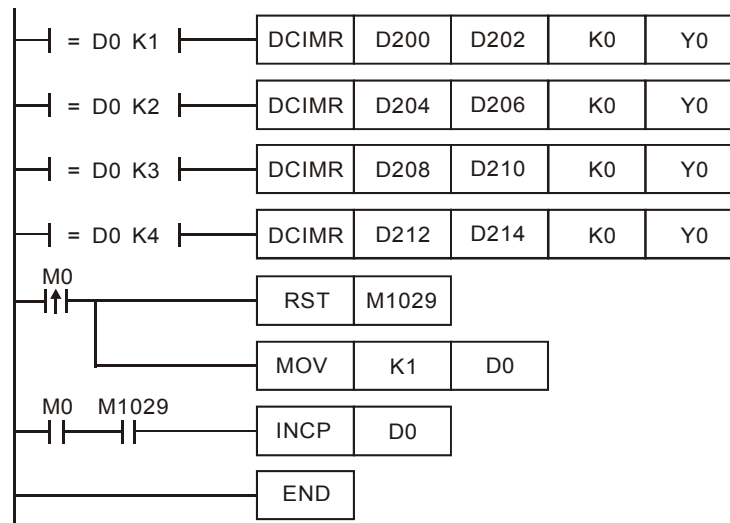 = D0 K1 DCIMR D200 D202 K0 Y0
= D0 K2 DCIMR D204 D206 K0 Y0
= D0 K3 DCIMR D208 D210 K0 Y0
= D0 K4 DCIMR D212 D214 K0 Y0
M0
RST M1029
MOV K1 D0
M0 M1029
INCP D0
END